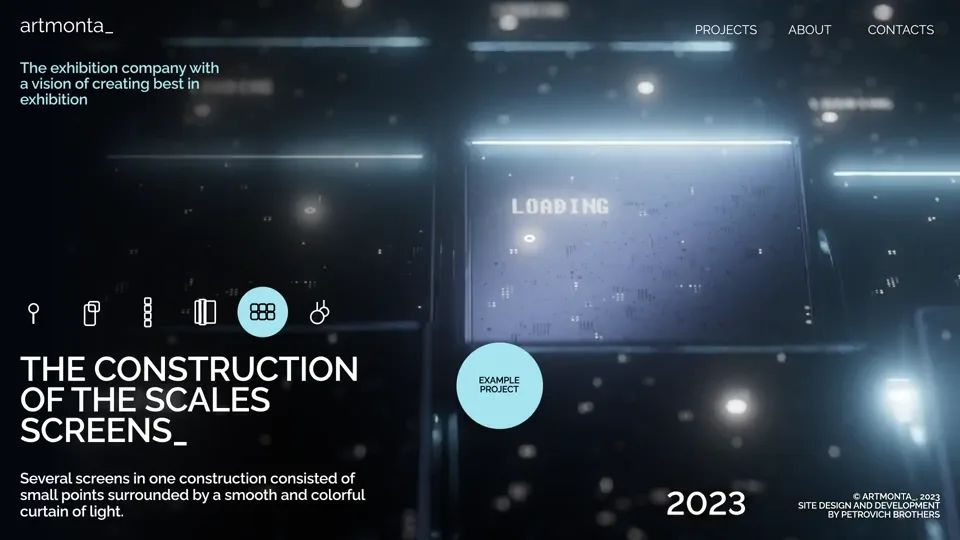 artmonta_
PROJECTS
ABOUT
CONTACTS
The exhibition company with
a vision of creating best in
exhibition
LOADING
THE CONSTRUCTION
OF THE SCALES
SCREENS_
EXAMPLE
PROJECT
Several screens in one construction consisted of
small points surrounded by a smooth and colorful
curtain of light.
2023
© ARTMONTA_, 2023
SITE DESIGN AND DEVELOPMENT
BY PETROVICH BROTHERS